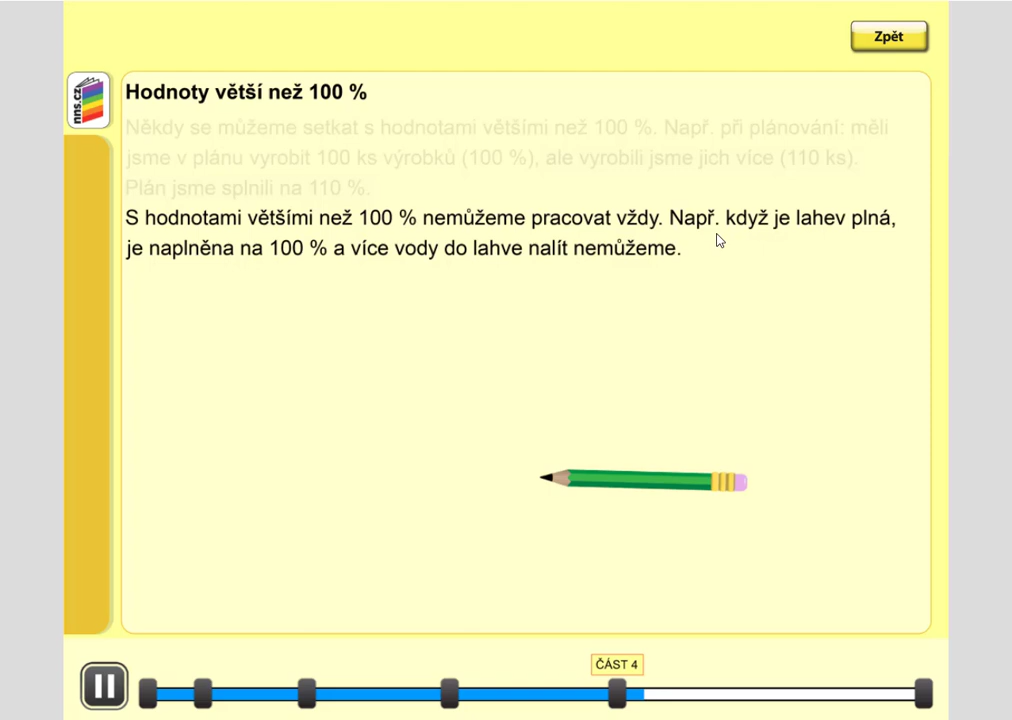 Zpět
nns.cz
Hodnoty větší než 100 %
Někdy se můžeme setkat s hodnotami většími než 100 %. Např. při plánování: měli
jsme v plánu vyrobit 100 ks výrobků (100 %), ale vyrobili jsme jich více (110 ks).
Plán jsme splnili na 110 %.
S hodnotami většími než 100 % nemůžeme pracovat vždy. Např. když je lahev plná,
je naplněna na 100 % a více vody do lahve nalít nemůžeme.
ČÁST 4